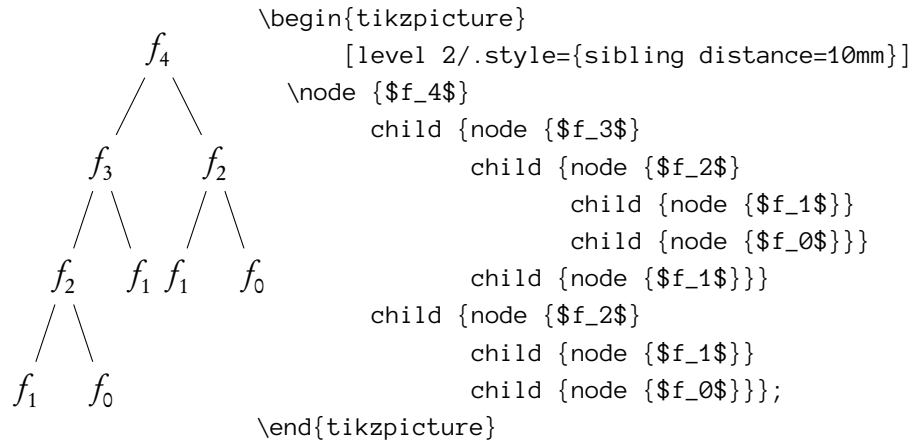 f4
f3 f2
f2 f1 f1 f0
f1 f0
\begin{tikzpicture}
[level 2/.style={sibling distance=10mm}]
\node {$f_4$}
child {node {$f_3$}
child {node {$f_2$}
child {node {$f_1$}}
child {node {$f_0$}}}
child {node {$f_1$}}}
child {node {$f_2$}
child {node {$f_1$}}
child {node {$f_0$}}};
\end{tikzpicture}